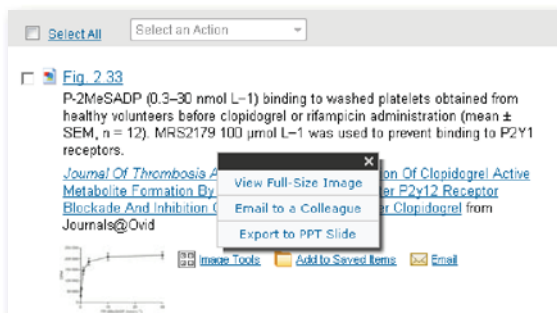 Select All Select an Action
Fig. 2 33
P-2MeSADP (0.3–30 nmol L–1) binding to washed platelets obtained from
healthy volunteers before clopidogrel or rifampicin administration (mean ±
SEM, n = 12). MRS2179 100 µmol L–1 was used to prevent binding to P2Y1
receptors.
Journal Of Thrombosis A on Of Clopidogrel Active
Metabolite Formation By er P2y12 Receptor
Blockade And Inhibition er Clopidogrel from
Journals@Ovid
View Full-Size Image
Email to a Colleague
Export to PPT Slide
Image Tools Add to Saved Items Email